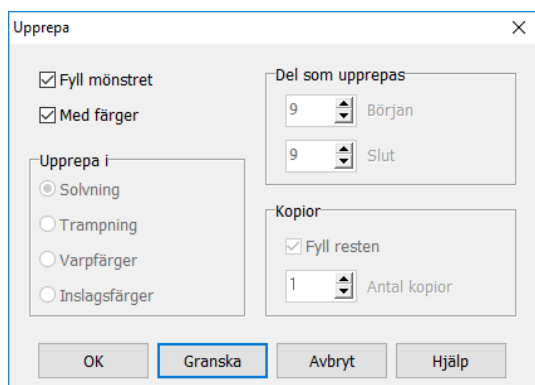 Upprepa
Fyll mönstret
Med färger
Upprepa i
Solvning
Trampning
Varpfärger
Inslagsfärger
Del som upprepas
9 Början
9 Slut
Kopior
Fyll resten
1 Antal kopior
OK Granska Avbryt Hjälp